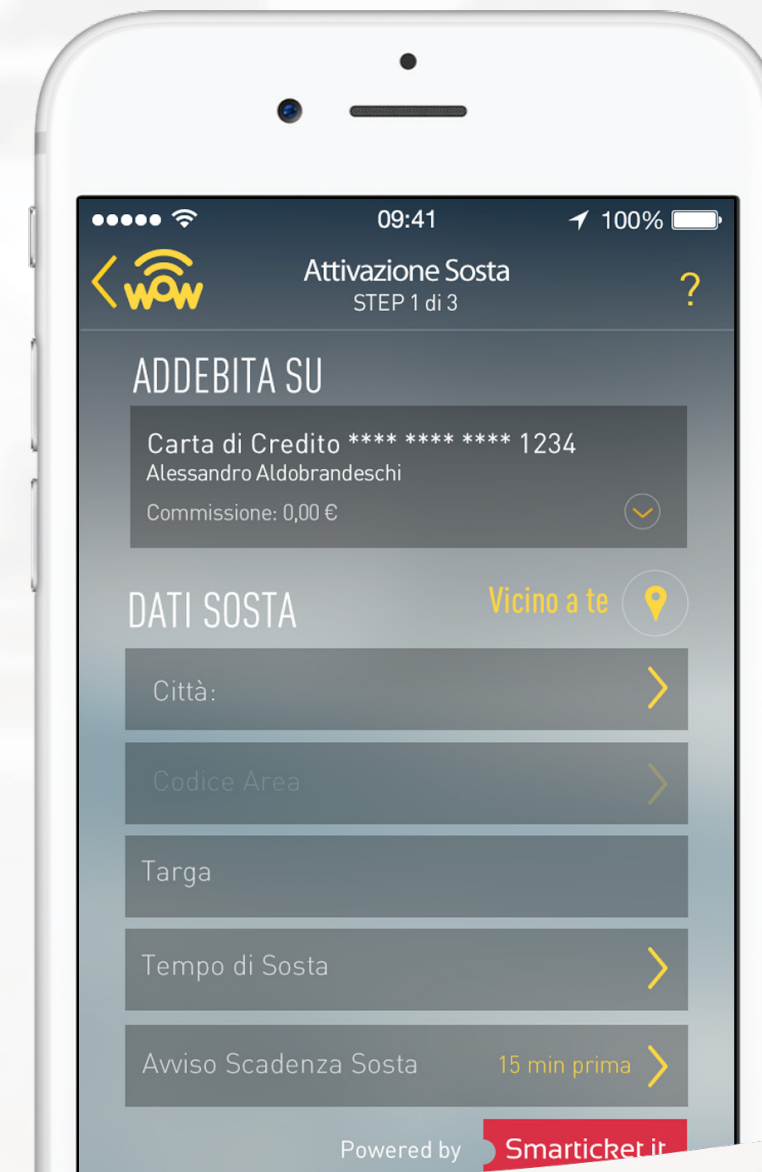 09:41
100%
wow
Attivazione Sosta
?
STEP 1 di 3
ADDEBITA SU
Carta di Credito **** **** **** 1234
Alessandro Aldobrandeschi
Commissione: 0,00 €
DATI SOSTA
Vicino a te
Città:
Codice Area
Targa
Tempo di Sosta
Avviso Scadenza Sosta 15 min prima
Powered by Smarticket.it